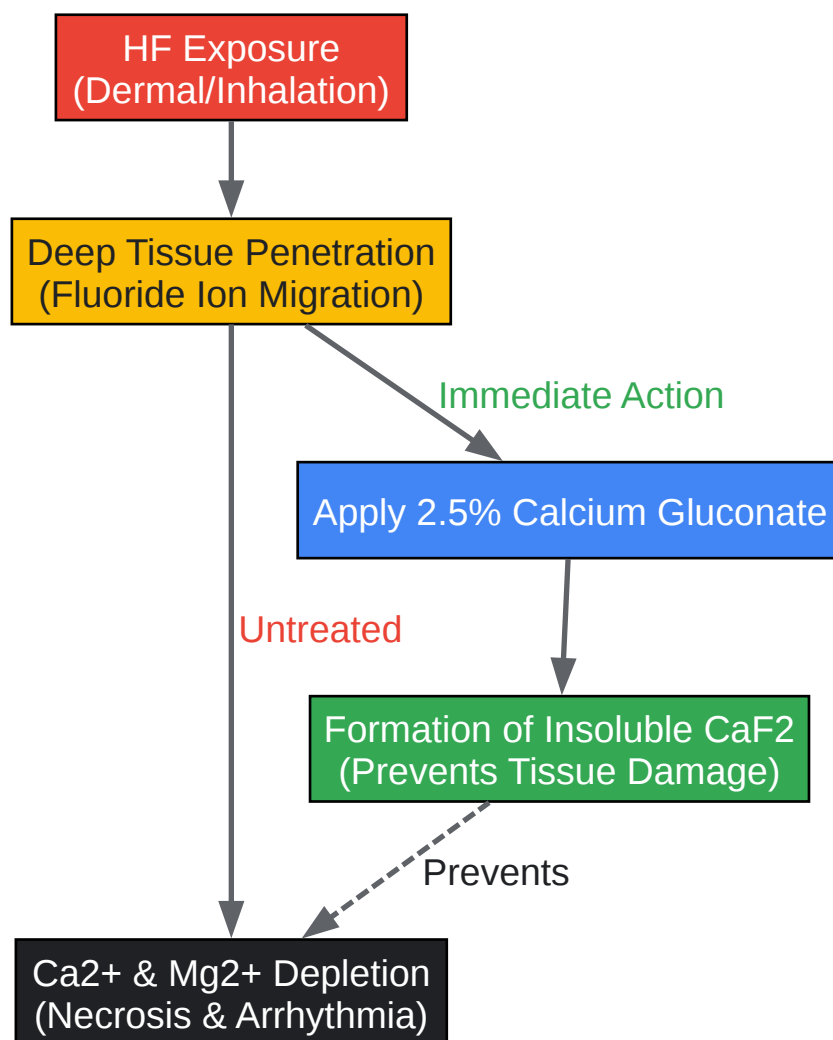 HF Exposure
(Dermal/Inhalation)
Deep Tissue Penetration
(Fluoride Ion Migration)
Immediate Action
Apply 2.5% Calcium Gluconate
Untreated
Formation of Insoluble CaF2
(Prevents Tissue Damage)
Prevents
Ca2+ & Mg2+ Depletion
(Necrosis & Arrhythmia)